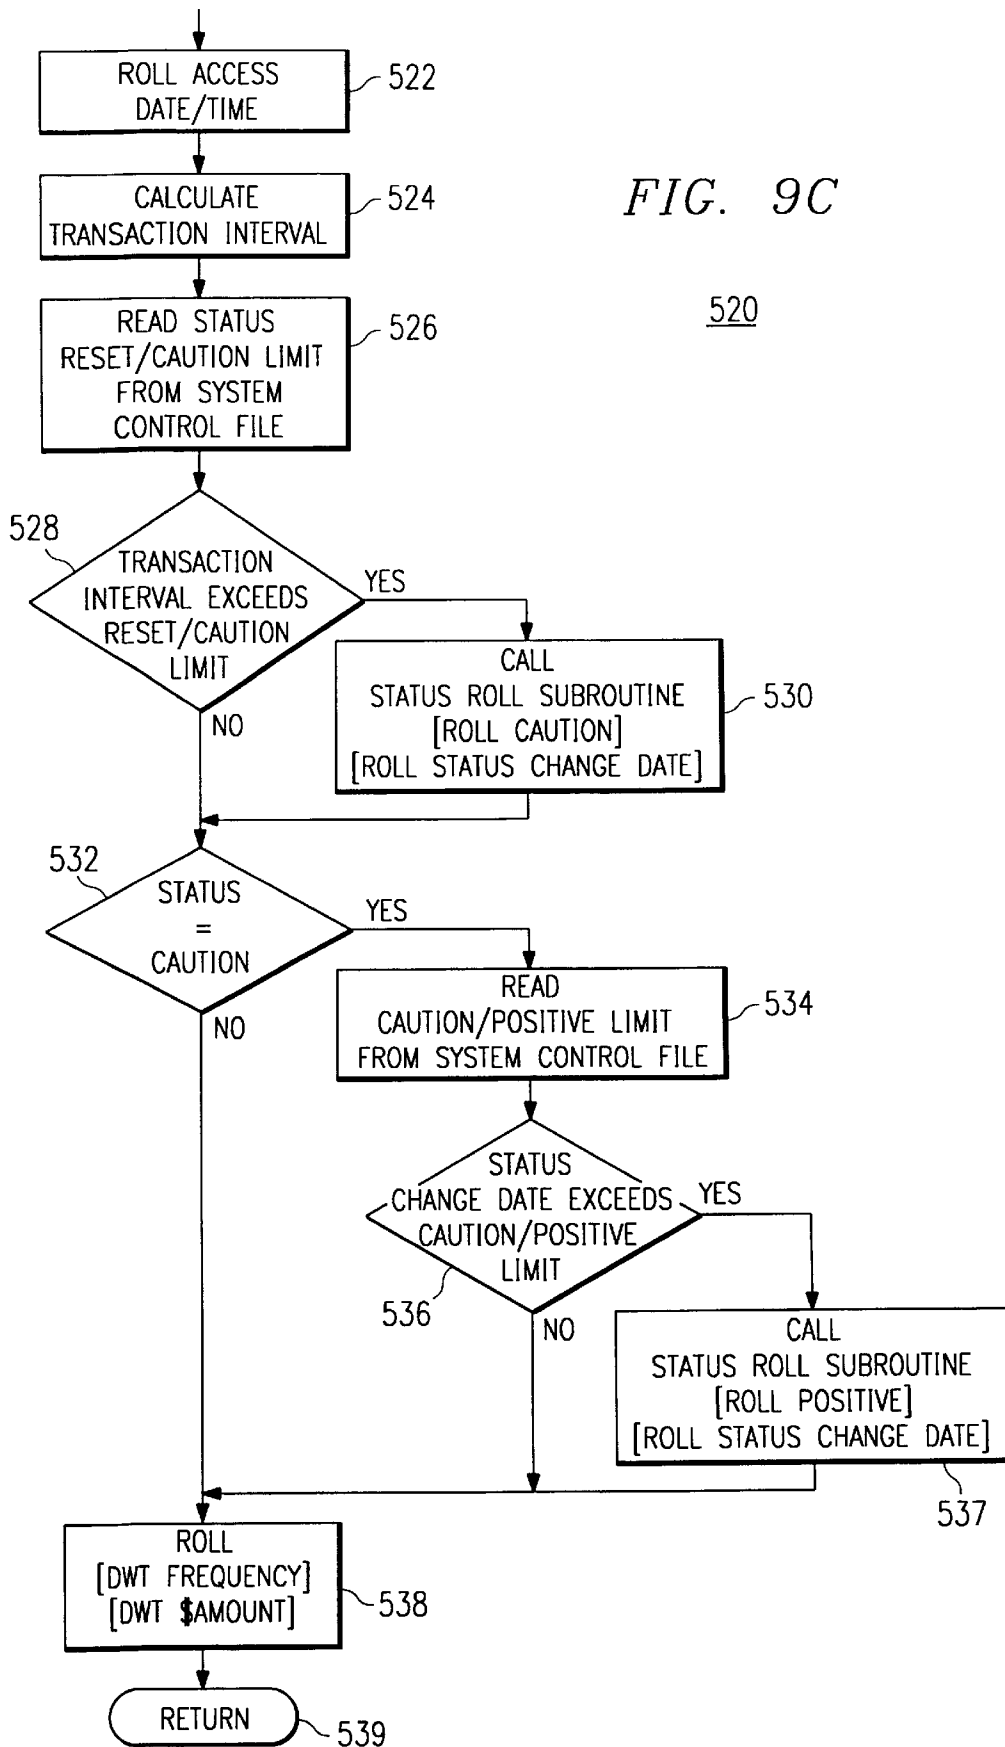 ROLL ACCESS
DATE/TIME
522
CALCULATE
TRANSACTION INTERVAL
524
FIG. 9C
520
READ STATUS
RESET/CAUTION LIMIT
FROM SYSTEM
CONTROL FILE
526
528
TRANSACTION
INTERVAL EXCEEDS
RESET/CAUTION
LIMIT
YES
NO
CALL
STATUS ROLL SUBROUTINE
[ROLL CAUTION]
[ROLL STATUS CHANGE DATE]
530
532
STATUS
=
CAUTION
YES
NO
READ
CAUTION/POSITIVE LIMIT
FROM SYSTEM CONTROL FILE
534
STATUS
CHANGE DATE EXCEEDS
CAUTION/POSITIVE
LIMIT
YES
536
NO
CALL
STATUS ROLL SUBROUTINE
[ROLL POSITIVE]
[ROLL STATUS CHANGE DATE]
537
ROLL
[DWT FREQUENCY]
[DWT $AMOUNT]
538
RETURN
539